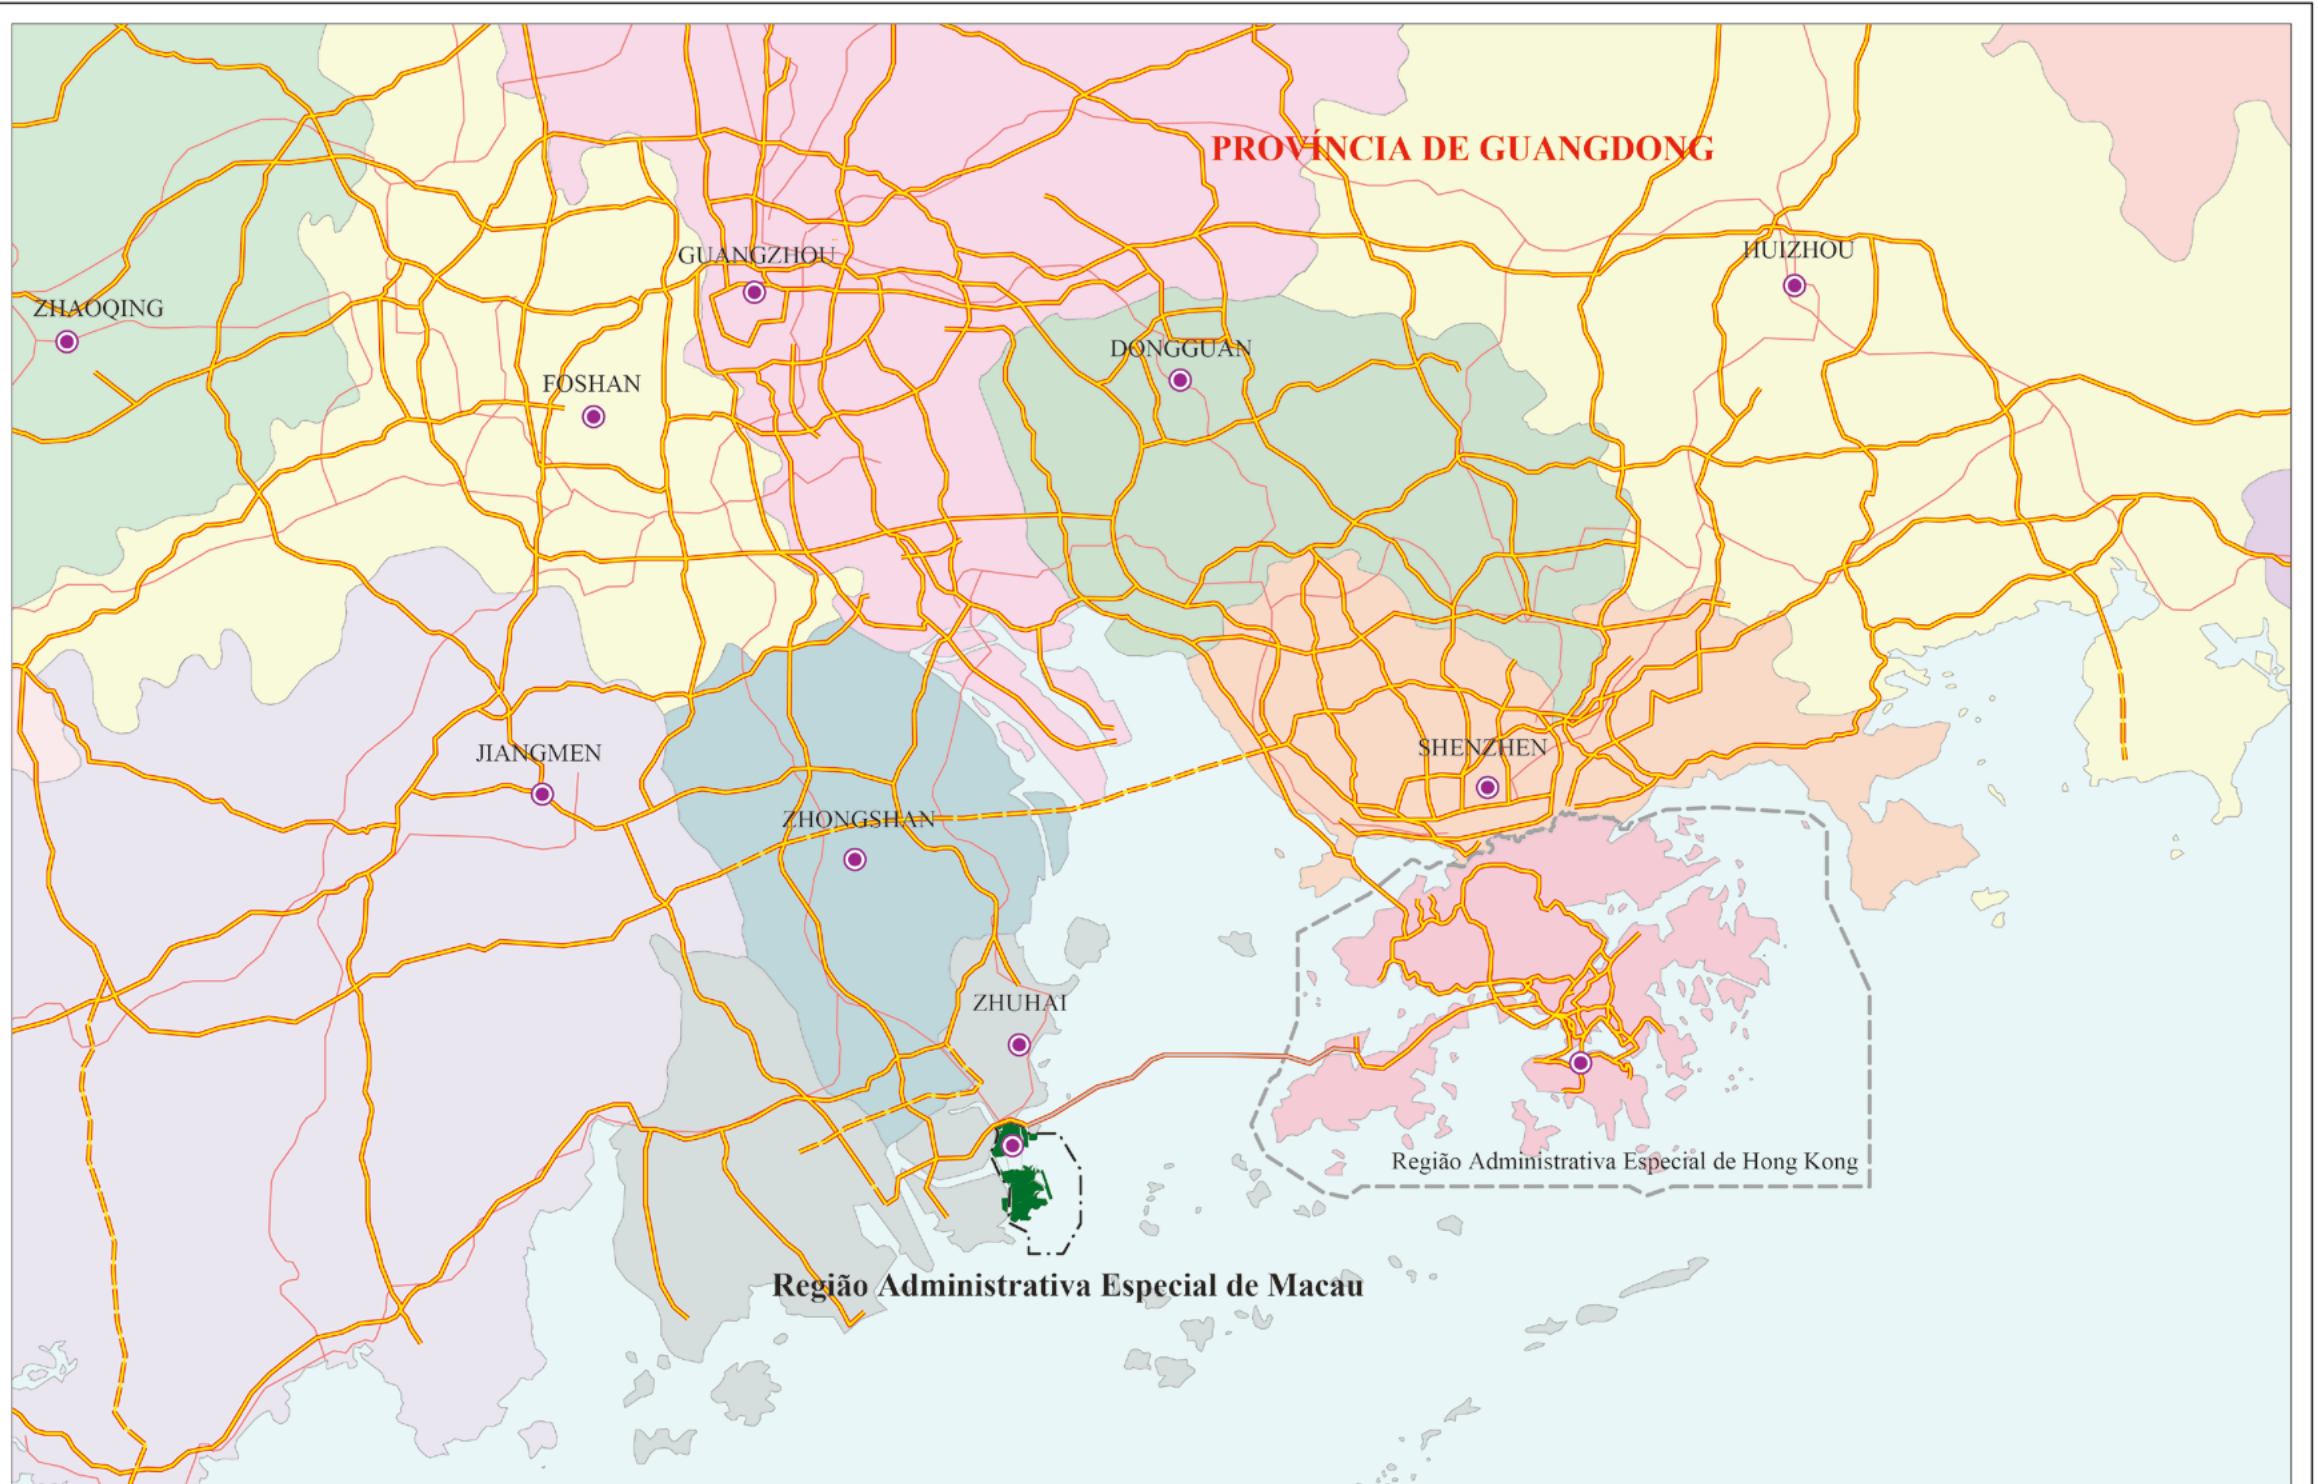 PROVÍNCIA DE GUANGDONG
GUANGZHOU
HUIZHOU
ZHAOQING
DONGGUAN
FOSHAN
SHENZHEN
JIANGMEN
ZHONGSHAN
ZHUHAI
Região Administrativa Especial de Hong Kong
Região Administrativa Especial de Macau